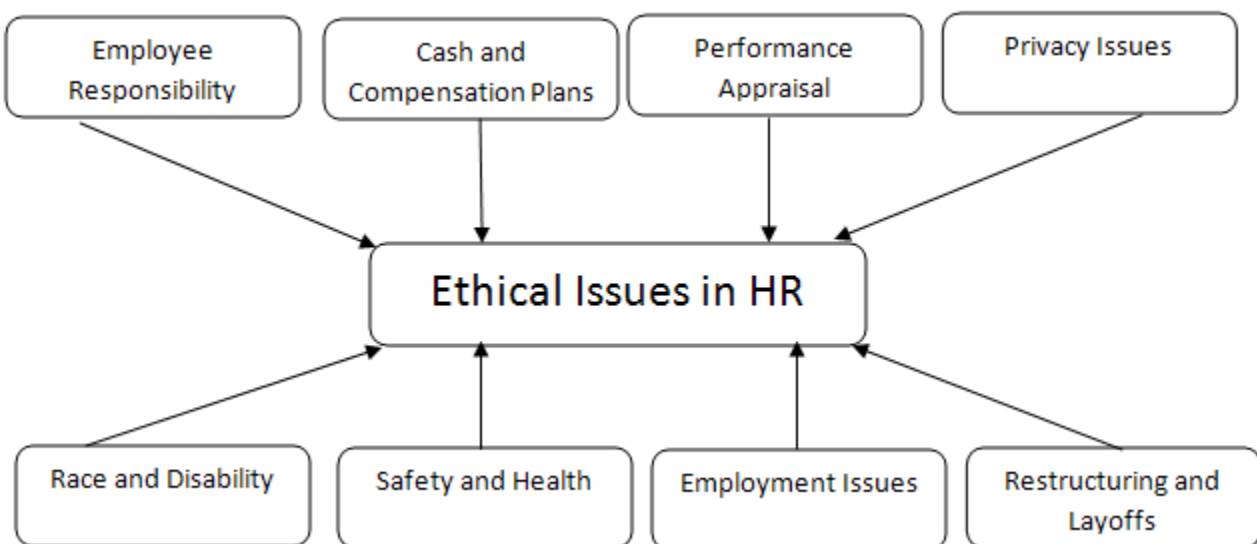 Employee
Responsibility
Cash and
Compensation Plans
Performance
Appraisal
Privacy Issues
Ethical Issues in HR
Race and Disability
Safety and Health
Employment Issues
Restructuring and
Layoffs